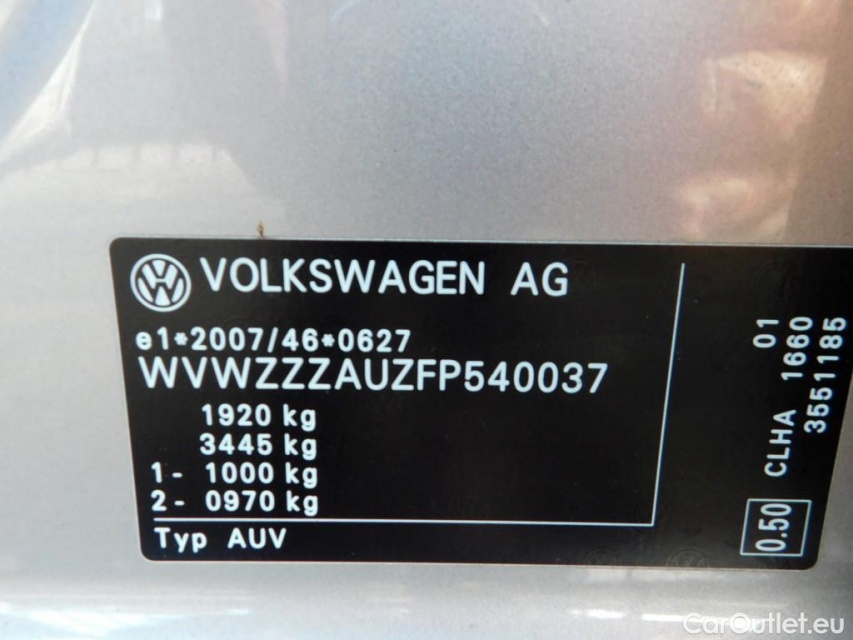 VOLKSWAGEN AG
e1*2007/46*0627
WVWZZZAUZFP540037
1920 kg
3445 kg
1- 1000 kg
2- 0970 kg
Typ AUV
01
CLHA 1660
3551185
0.50
CarOutlet.eu